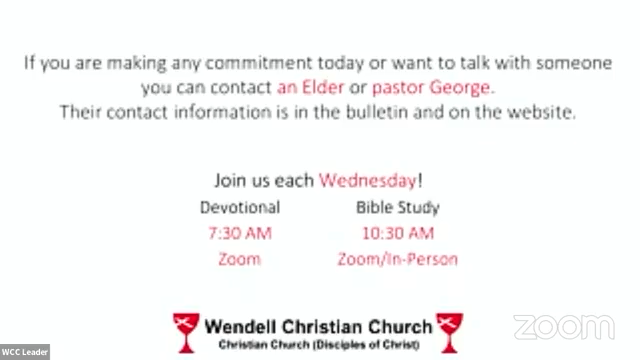 If you are making any commitment today or want to talk with someone
you can contact an Elder or pastor George.
Their contact information is in the bulletin and on the website.
Join us each Wednesday!
Devotional Bible Study
7:30 AM 10:30 AM
Zoom Zoom/In-Person
Wendell Christian Church
Christian Church (Disciples of Christ)
zoom
WCC Leader